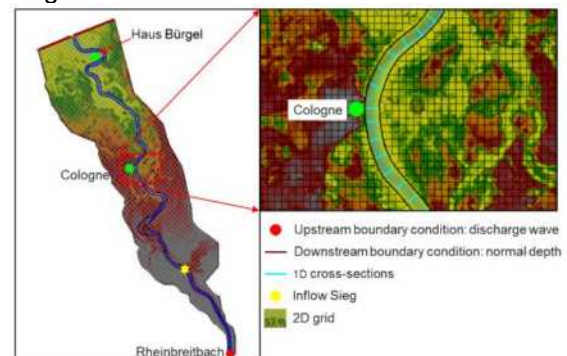 Haus Bürgel
Cologne
Rheinbreitbach
Cologne
Upstream boundary condition: discharge wave
Downstream boundary condition: normal depth
1D cross-sections
Inflow Sieg
2D grid